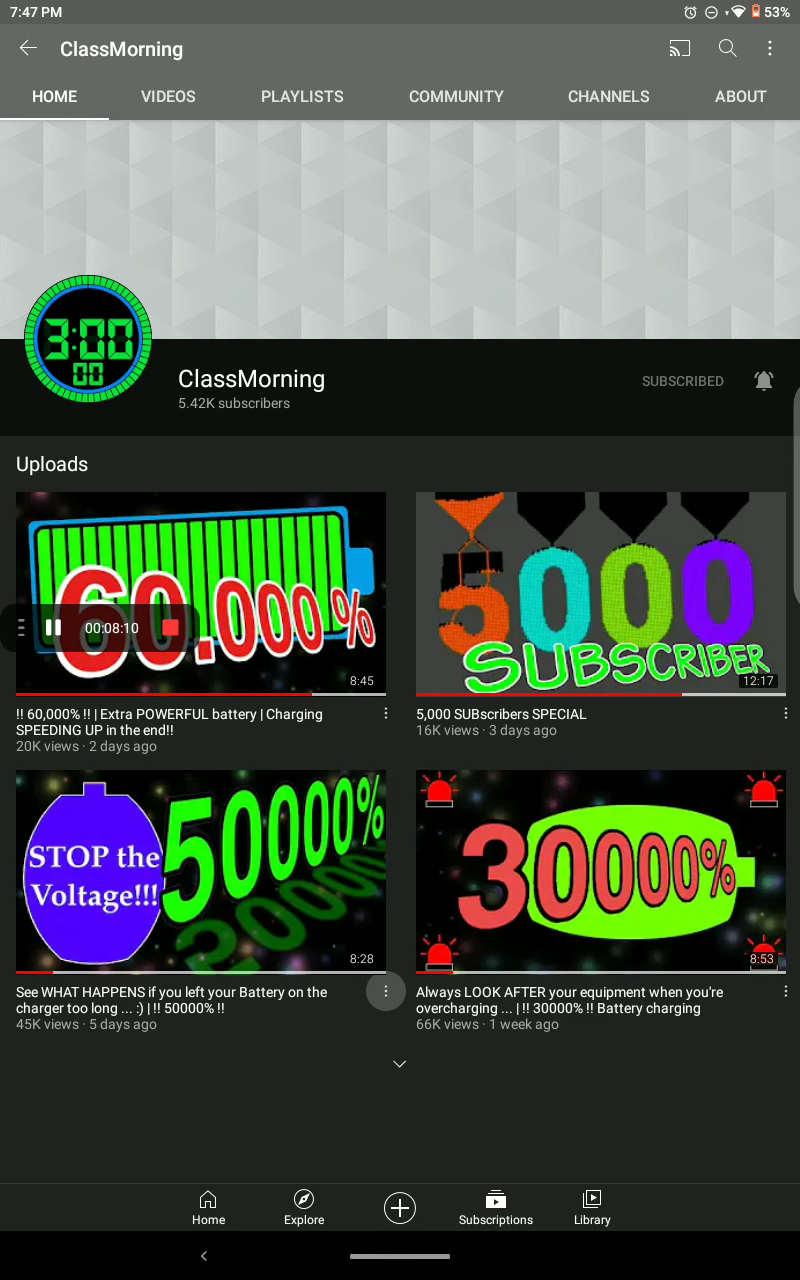 7:47 PM
53%
ClassMorning
HOME
VIDEOS
PLAYLISTS
COMMUNITY
CHANNELS
ABOUT
3:00
00
ClassMorning
5.42K subscribers
SUBSCRIBED
Uploads
60.000%
00:08:10
8:45
5000
SUBSCRIBER
12:17
!! 60,000% !! | Extra POWERFUL battery | Charging
SPEEDING UP in the end!!
20K views · 2 days ago
5,000 SUBscribers SPECIAL
16K views · 3 days ago
STOP the
Voltage!!!
50000%
8:28
30000%
8:53
See WHAT HAPPENS if you left your Battery on the
charger too long ... :) | !! 50000% !!
45K views · 5 days ago
Always LOOK AFTER your equipment when you're
overcharging ... | !! 30000% !! Battery charging
66K views · 1 week ago
Home
Explore
Subscriptions
Library